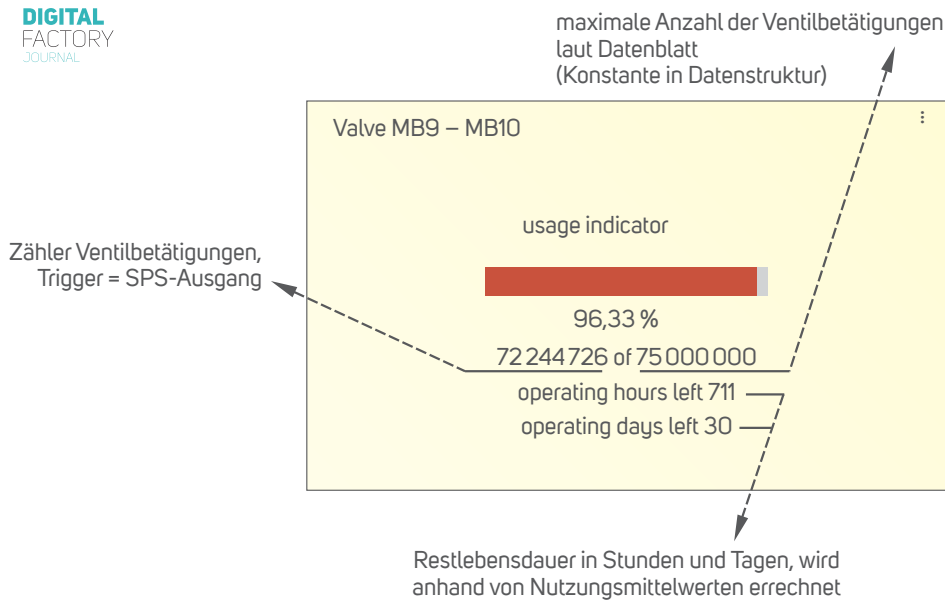 DIGITAL
FACTORY
JOURNAL
maximale Anzahl der Ventilbetätigungen
laut Datenblatt
(Konstante in Datenstruktur)
Valve MB9 – MB10
usage indicator
Zähler Ventilbetätigungen,
Trigger = SPS-Ausgang
96,33 %
72 244 726 of 75 000 000
operating hours left 711
operating days left 30
Restlebensdauer in Stunden und Tagen, wird
anhand von Nutzungsmittelwerten errechnet